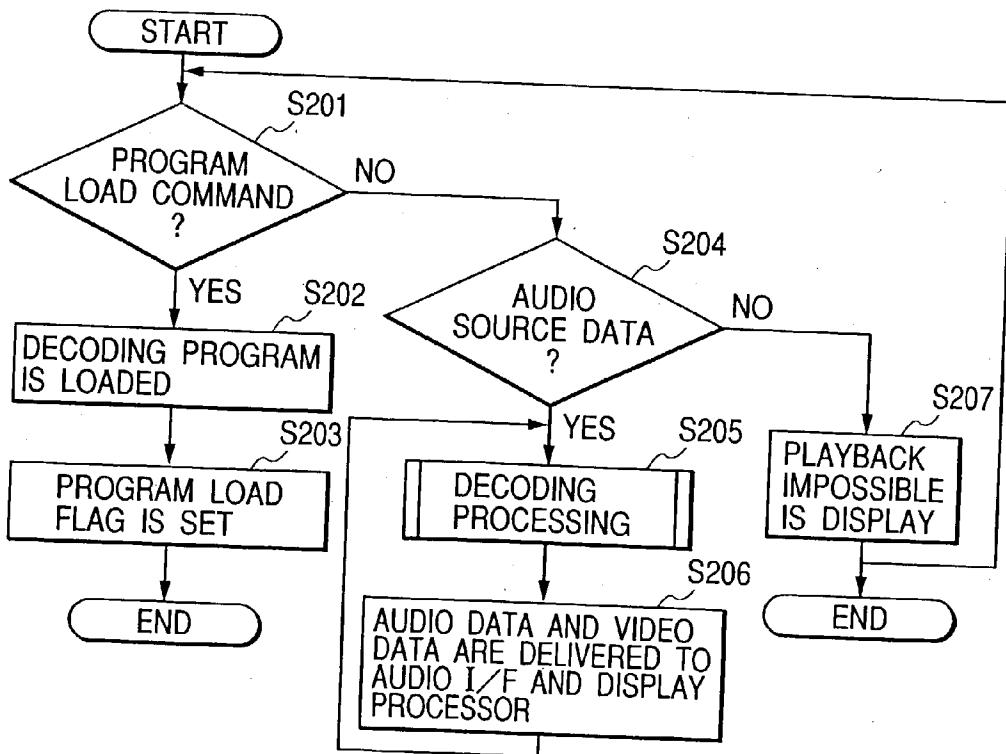 START
S201
PROGRAM
LOAD COMMAND
?
NO
YES
S202
DECODING PROGRAM
IS LOADED
S203
PROGRAM LOAD
FLAG IS SET
END
S204
AUDIO
SOURCE DATA
?
NO
YES
S205
DECODING
PROCESSING
S206
AUDIO DATA AND VIDEO
DATA ARE DELIVERED TO
AUDIO I/F AND DISPLAY
PROCESSOR
S207
PLAYBACK
IMPOSSIBLE
IS DISPLAY
END